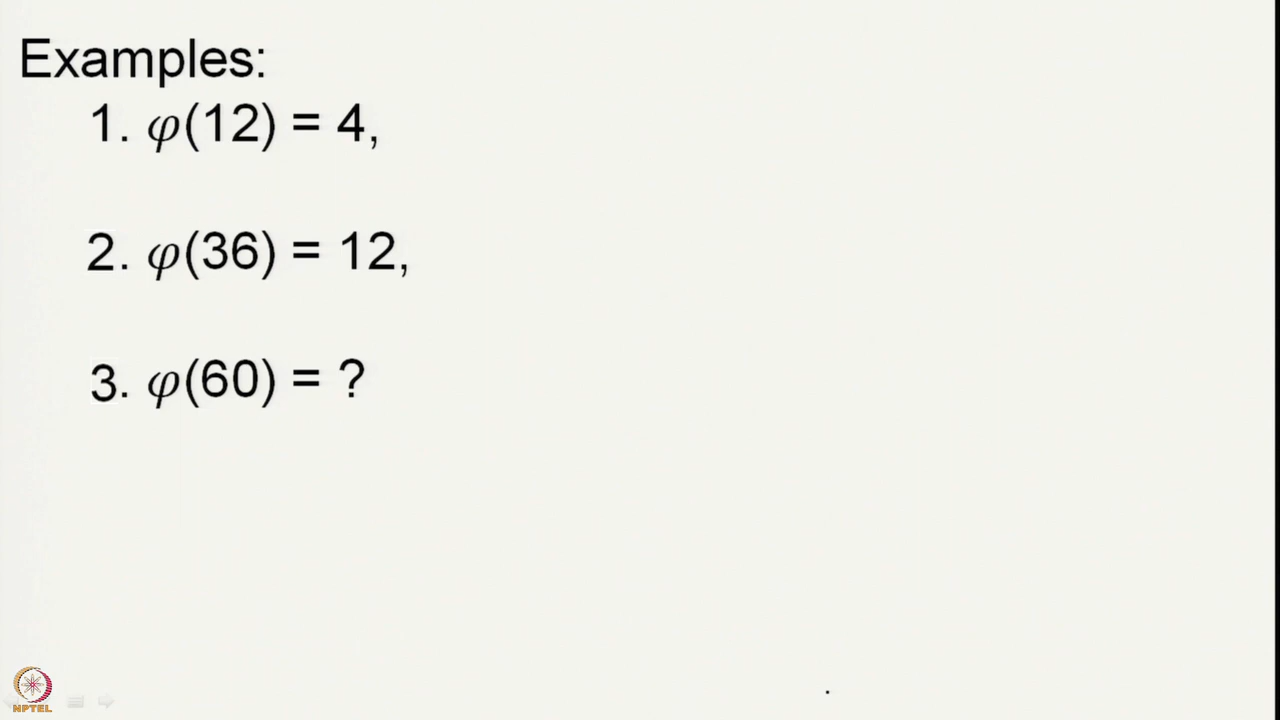 Examples:
1. φ(12) = 4,
2. φ(36) = 12,
3. φ(60) = ?
NPTEL